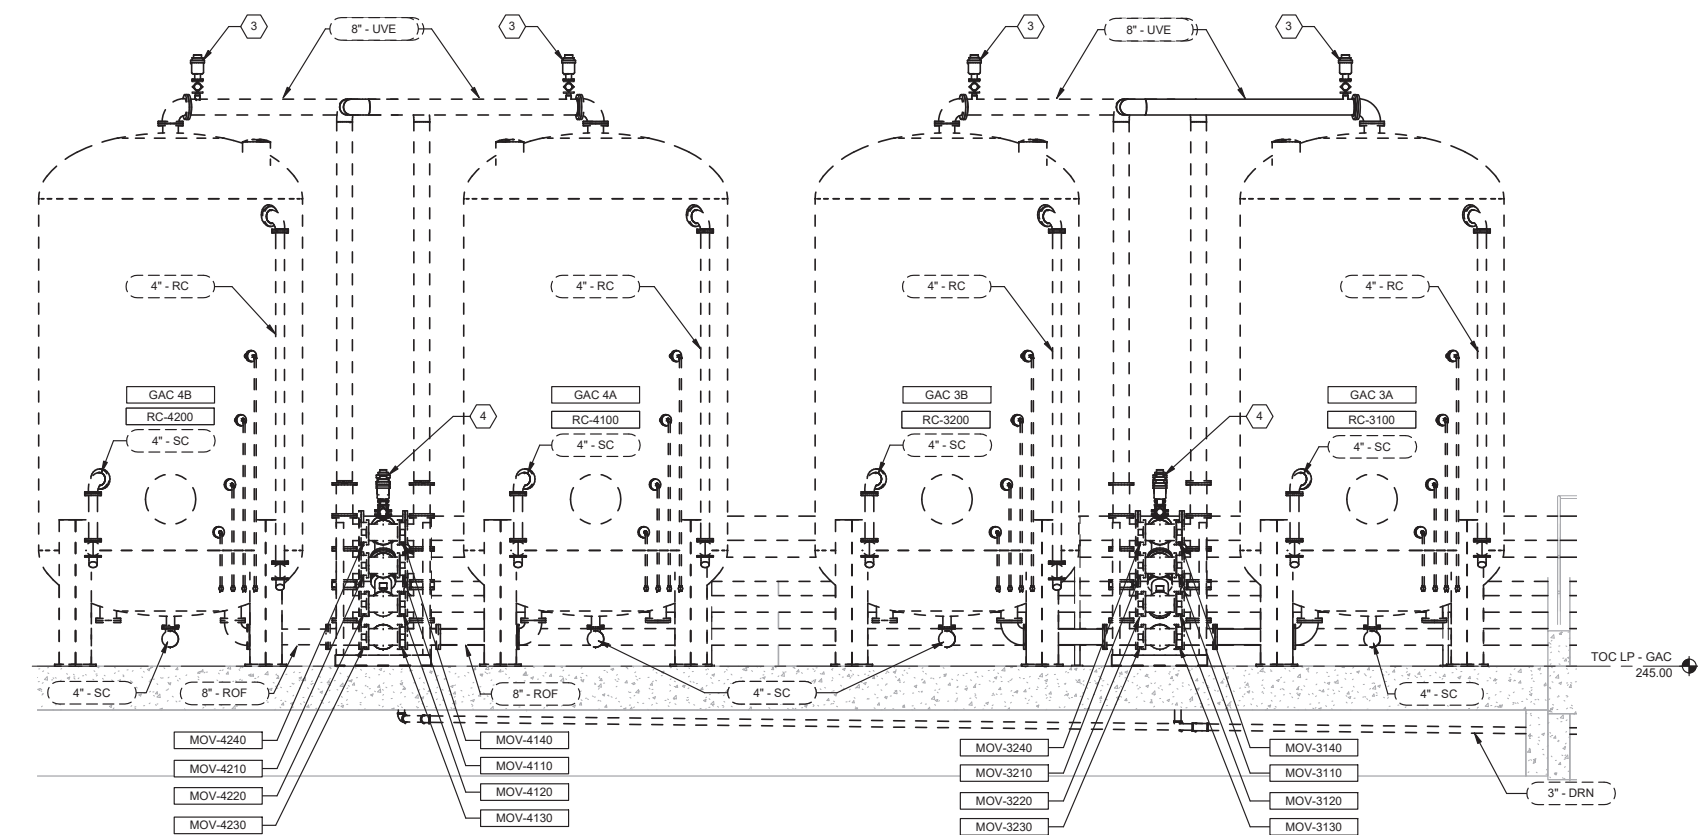 3
8" - UVE
3
3
8" - UVE
3
4" - RC
4" - RC
4" - RC
4" - RC
GAC 4B
RC-4200
4" - SC
4
GAC 4A
RC-4100
4" - SC
GAC 3B
RC-3200
4" - SC
4
GAC 3A
RC-3100
4" - SC
TOC LP - GAC
245.00
4" - SC
8" - ROF
8" - ROF
4" - SC
4" - SC
MOV-4240
MOV-4210
MOV-4220
MOV-4230
MOV-4140
MOV-4110
MOV-4120
MOV-4130
MOV-3240
MOV-3210
MOV-3220
MOV-3230
MOV-3140
MOV-3110
MOV-3120
MOV-3130
3" - DRN